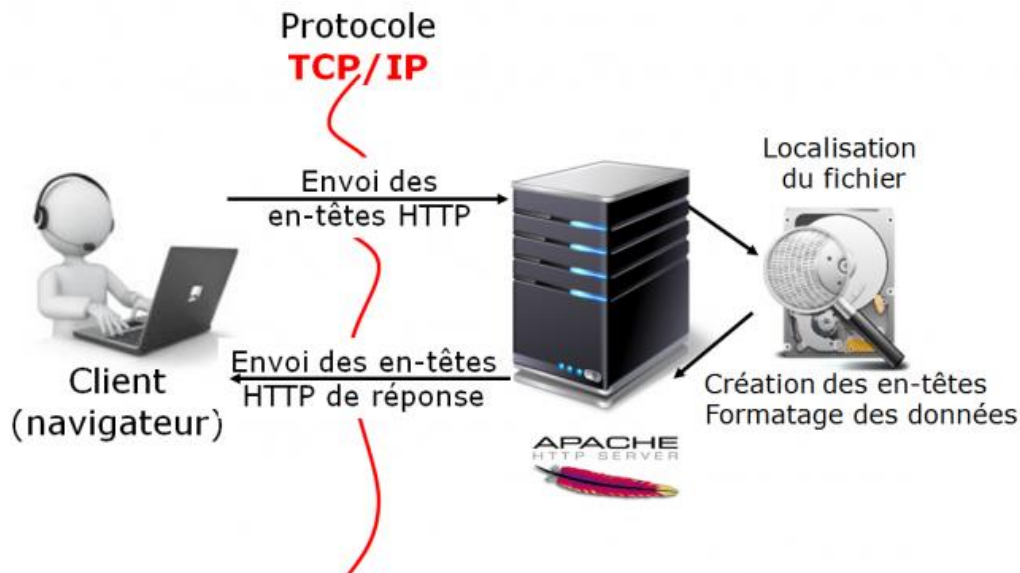 Protocole
TCP/IP
Envoi des
en-têtes HTTP
Localisation
du fichier
Envoi des en-têtes
HTTP de réponse
Client
(navigateur)
Création des en-têtes
Formatage des données
APACHE
HTTP SERVER